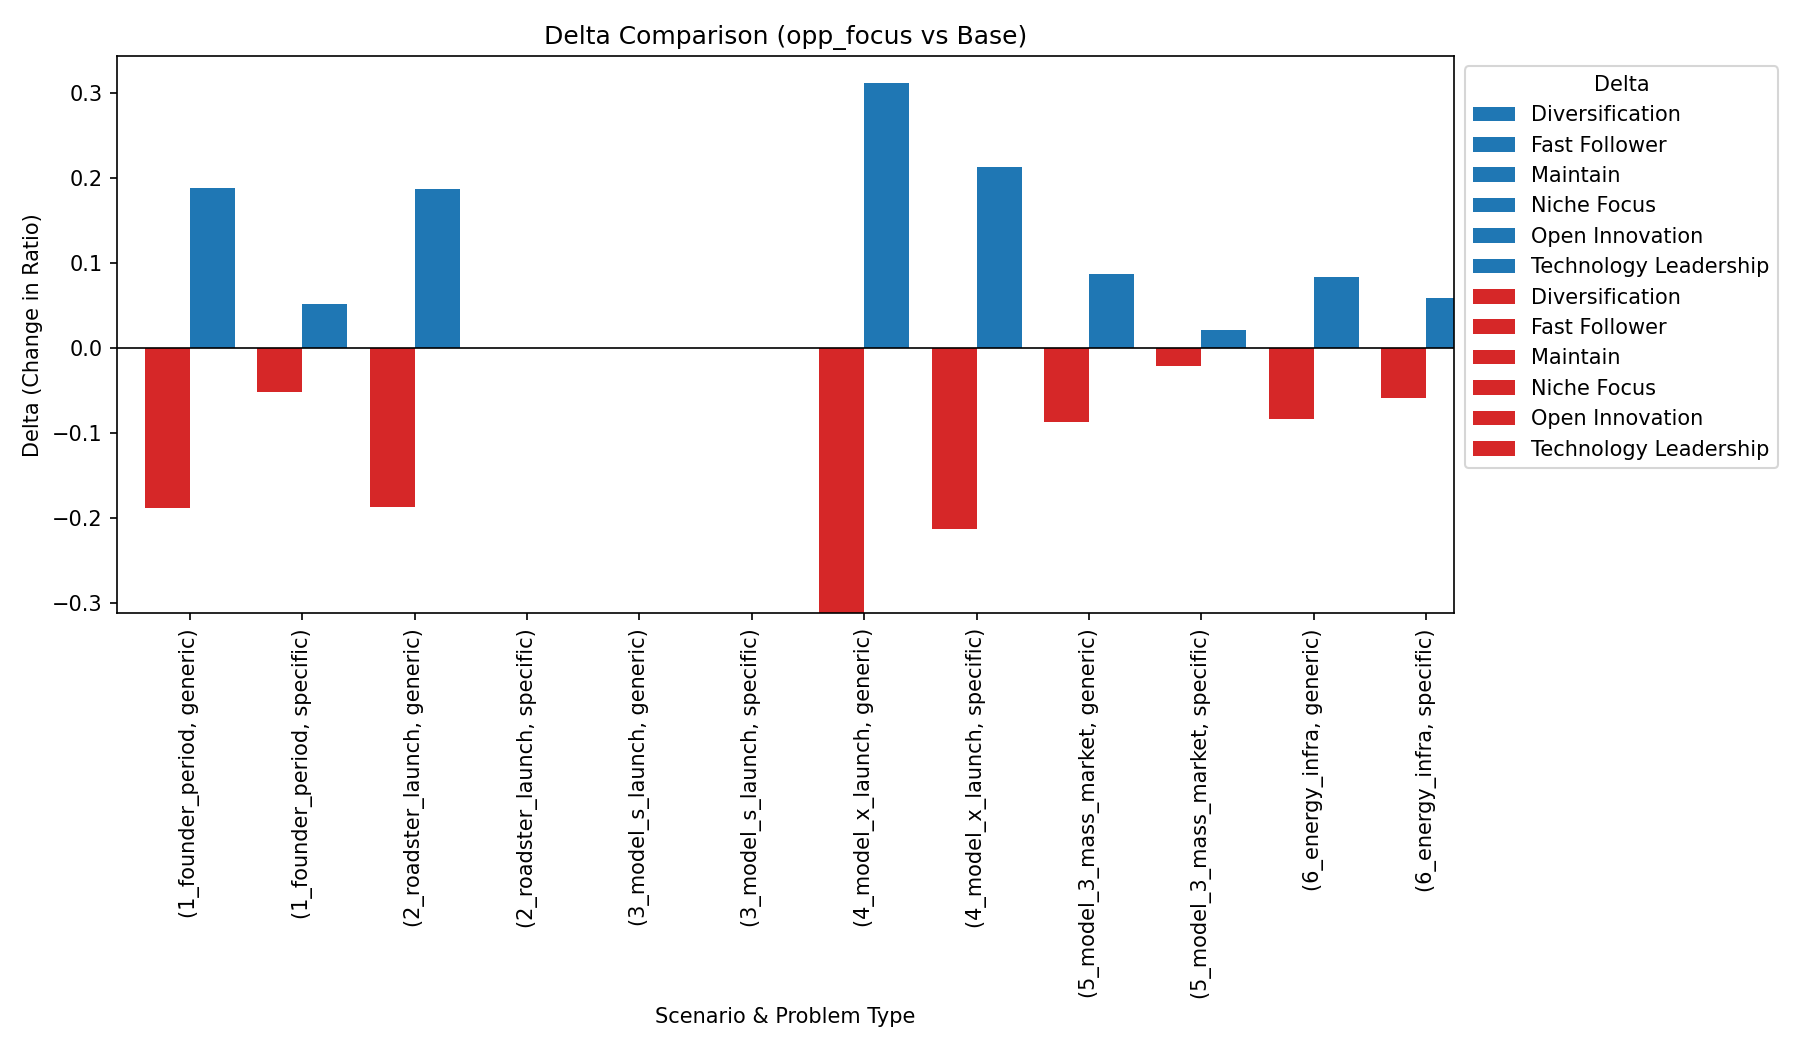 Delta Comparison (opp_focus vs Base)
Delta (Change in Ratio)
0.3
0.2
0.1
0.0
−0.1
−0.2
−0.3
(1_founder_period, generic)
(1_founder_period, specific)
(2_roadster_launch, generic)
(2_roadster_launch, specific)
(3_model_s_launch, generic)
(3_model_s_launch, specific)
(4_model_x_launch, generic)
(4_model_x_launch, specific)
(5_model_3_mass_market, generic)
(5_model_3_mass_market, specific)
(6_energy_infra, generic)
(6_energy_infra, specific)
Scenario & Problem Type
Delta
Diversification
Fast Follower
Maintain
Niche Focus
Open Innovation
Technology Leadership
Diversification
Fast Follower
Maintain
Niche Focus
Open Innovation
Technology Leadership